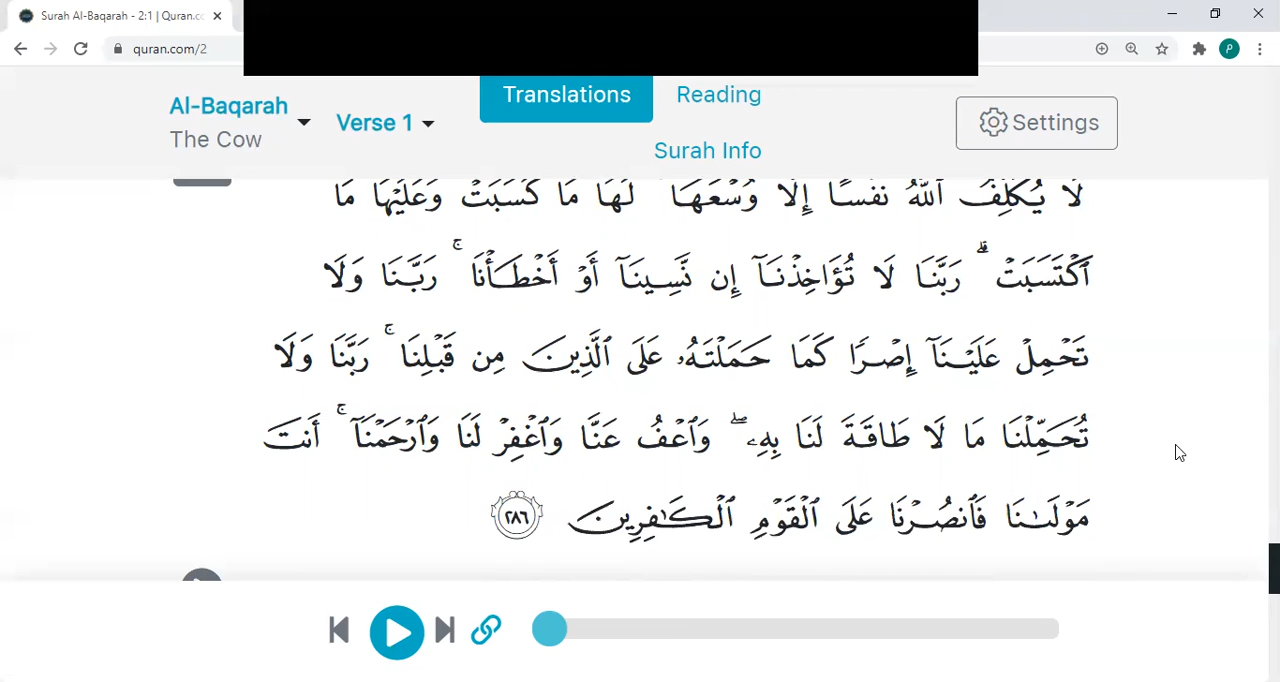 Surah Al-Baqarah - 2:1 | Quran.co
quran.com/2
P
Al-Baqarah
The Cow
Verse 1
Translations
Reading
Surah Info
Settings
لَا يُكَلِّفُ ٱللَّهُ نَفْسًا إِلَّا وُسْعَهَا ۚ لَهَا مَا كَسَبَتْ وَعَلَيْهَا مَا
ٱكْتَسَبَتْ ۗ رَبَّنَا لَا تُؤَاخِذْنَآ إِن نَّسِينَآ أَوْ أَخْطَأْنَا ۚ رَبَّنَا وَلَا
تَحْمِلْ عَلَيْنَآ إِصْرًا كَمَا حَمَلْتَهُۥ عَلَى ٱلَّذِينَ مِن قَبْلِنَا ۚ رَبَّنَا وَلَا
تُحَمِّلْنَا مَا لَا طَاقَةَ لَنَا بِهِۦ ۖ وَٱعْفُ عَنَّا وَٱغْفِرْ لَنَا وَٱرْحَمْنَآ ۚ أَنتَ
مَوْلَىٰنَا فَٱنصُرْنَا عَلَى ٱلْقَوْمِ ٱلْكَـٰفِرِينَ ٢٨٦